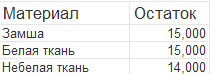 Материал Остаток
Замша 15,000
Белая ткань 15,000
Небелая ткань 14,000